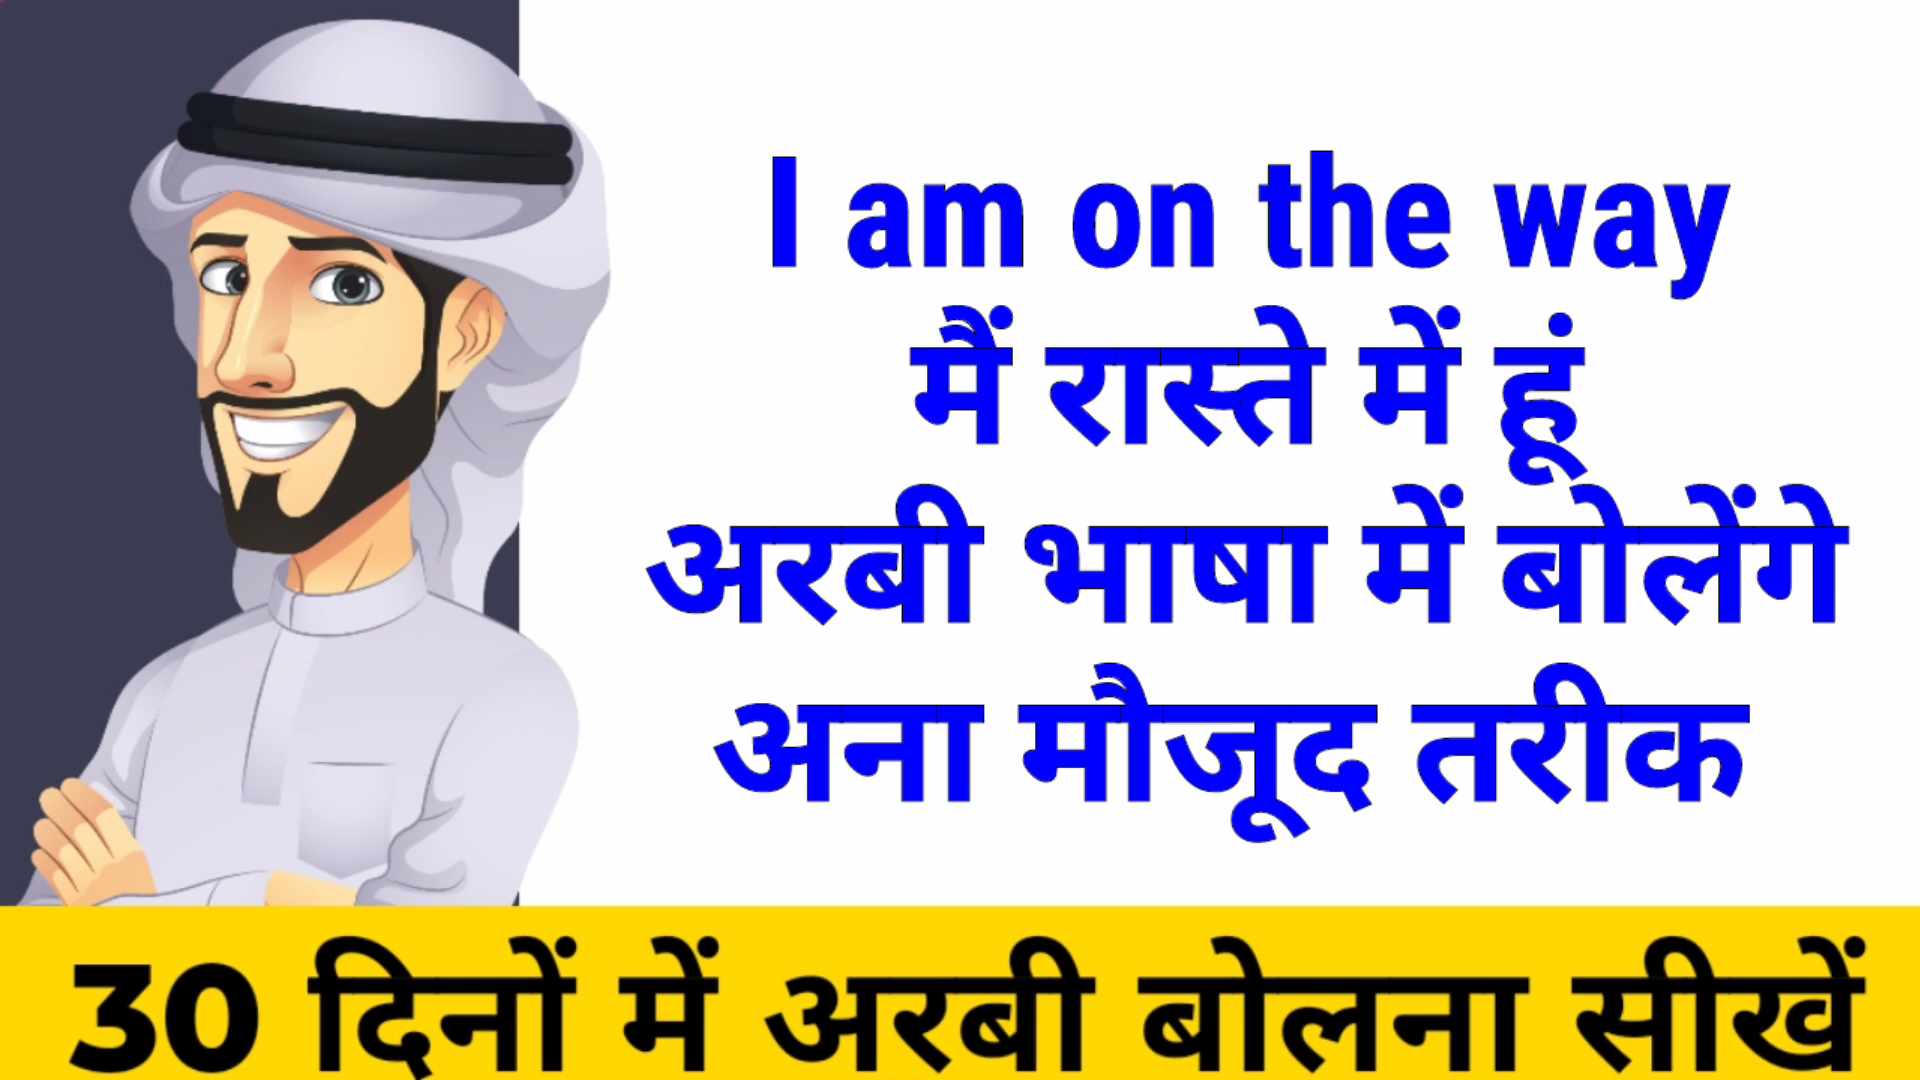 I am on the way
मैं रास्ते में हूं
अरबी भाषा में बोलेंगे
अना मौजूद तरीक
30 दिनों में अरबी बोलना सीखें